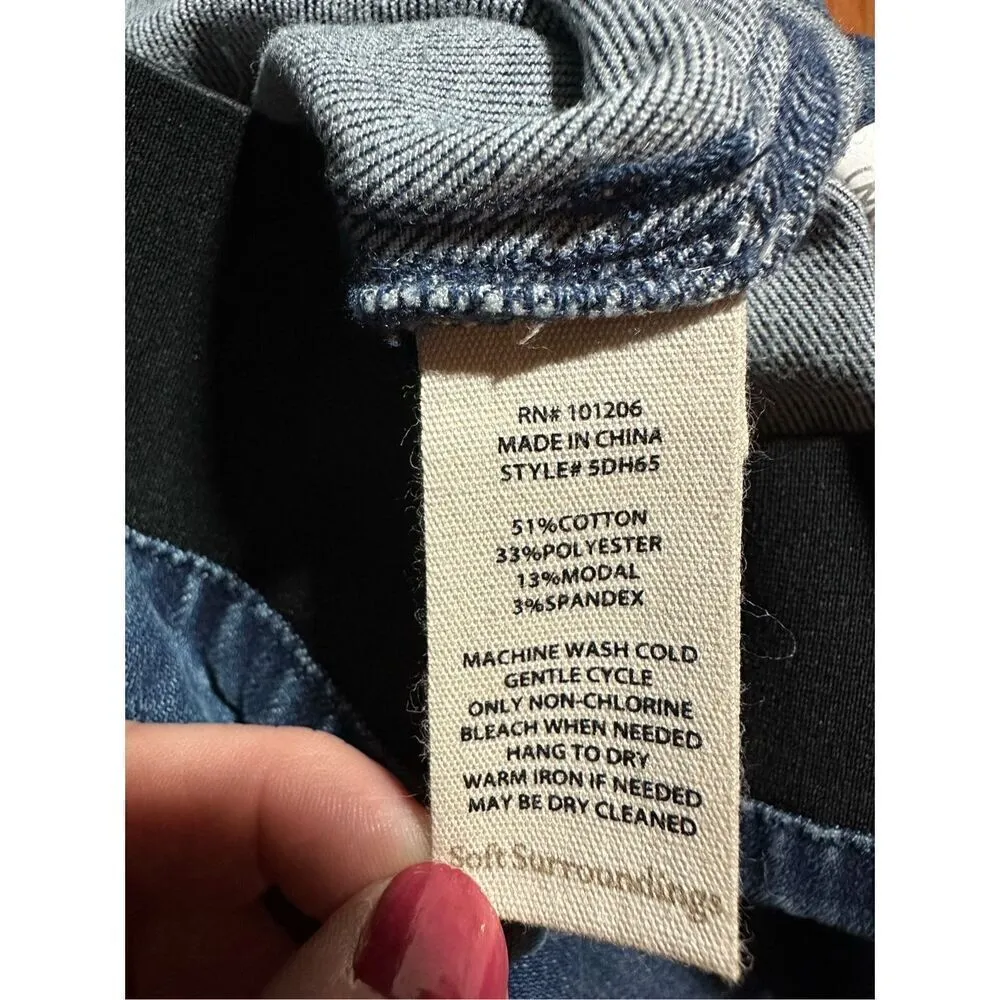 RN# 101206
MADE IN CHINA
STYLE# 5DH65
51%COTTON
33%POLYESTER
13%MODAL
3%SPANDEX
MACHINE WASH COLD
GENTLE CYCLE
ONLY NON-CHLORINE
BLEACH WHEN NEEDED
HANG TO DRY
WARM IRON IF NEEDED
MAY BE DRY CLEANED
Soft Surroundings